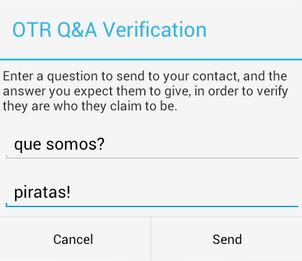 OTR Q&A Verification
Enter a question to send to your contact, and the
answer you expect them to give, in order to verify
they are who they claim to be.
que somos?
piratas!
Cancel Send